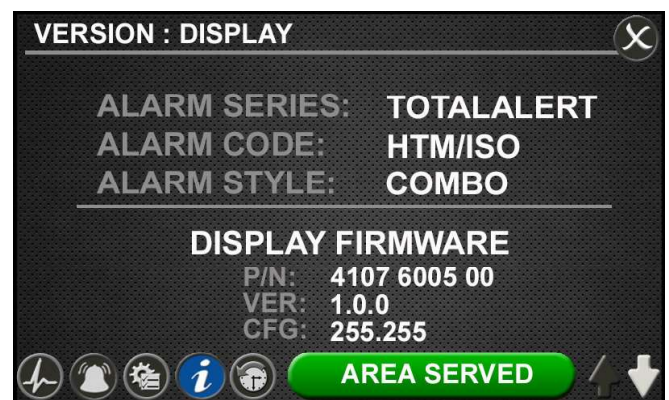 VERSION : DISPLAY
ALARM SERIES: TOTALALERT
ALARM CODE: HTM/ISO
ALARM STYLE: COMBO
DISPLAY FIRMWARE
P/N: 4107 6005 00
VER: 1.0.0
CFG: 255.255
i AREA SERVED